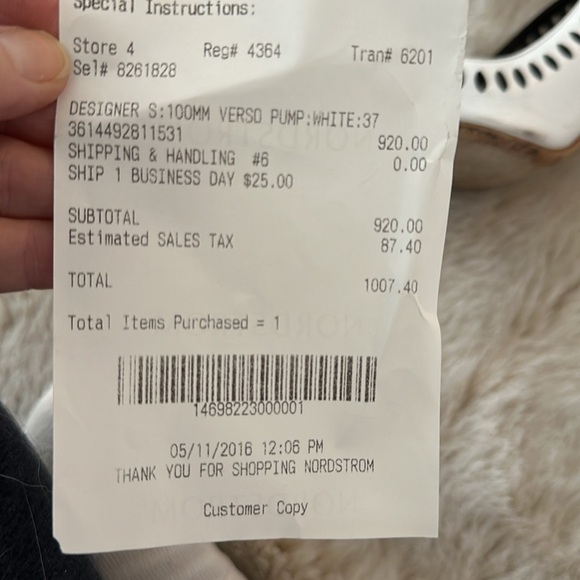 Special Instructions:
Store 4 Reg# 4364 Tran# 6201
Sel# 8261828
DESIGNER S:100MM VERSO PUMP:WHITE:37
3614492811531 920.00
SHIPPING & HANDLING #6 0.00
SHIP 1 BUSINESS DAY $25.00
SUBTOTAL 920.00
Estimated SALES TAX 87.40
TOTAL 1007.40
Total Items Purchased = 1
14698223000001
05/11/2016 12:06 PM
THANK YOU FOR SHOPPING NORDSTROM
Customer Copy